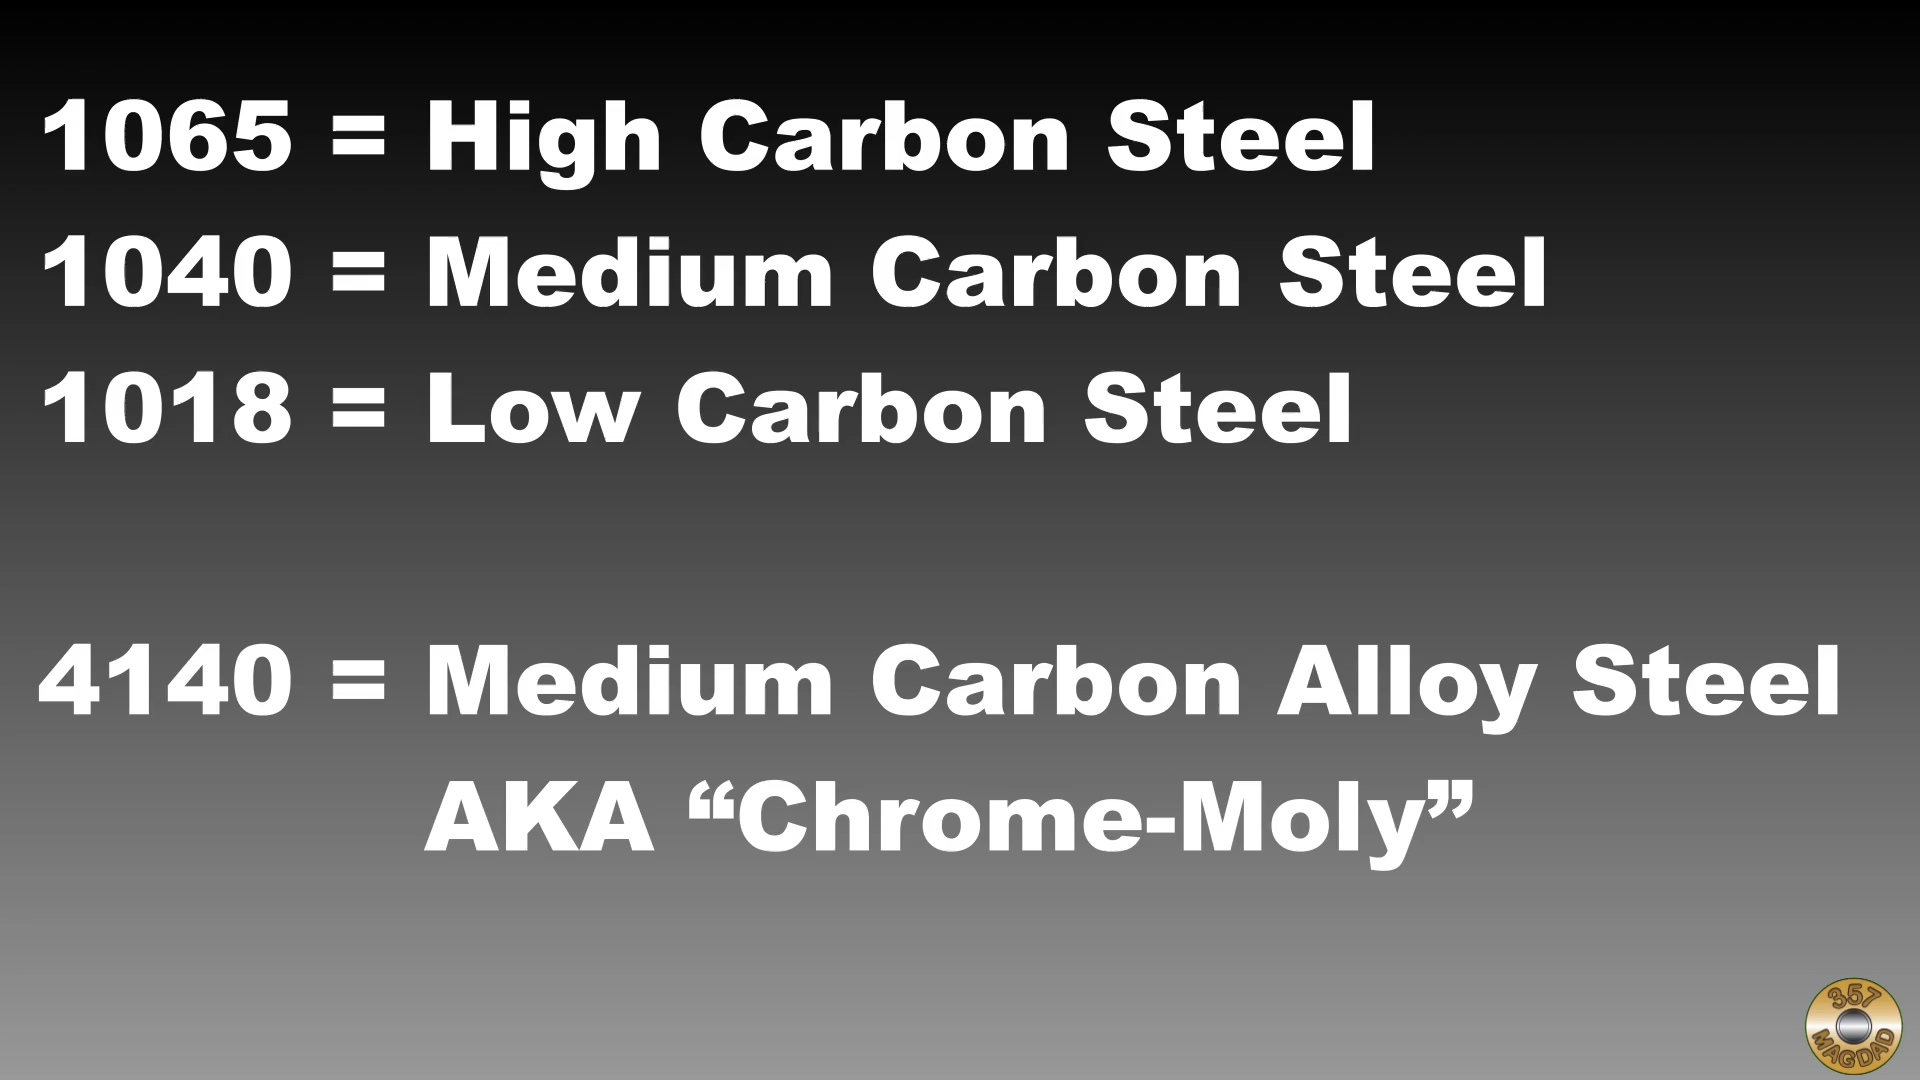 1065 = High Carbon Steel
1040 = Medium Carbon Steel
1018 = Low Carbon Steel
4140 = Medium Carbon Alloy Steel
AKA “Chrome-Moly”
357
MAGDAD